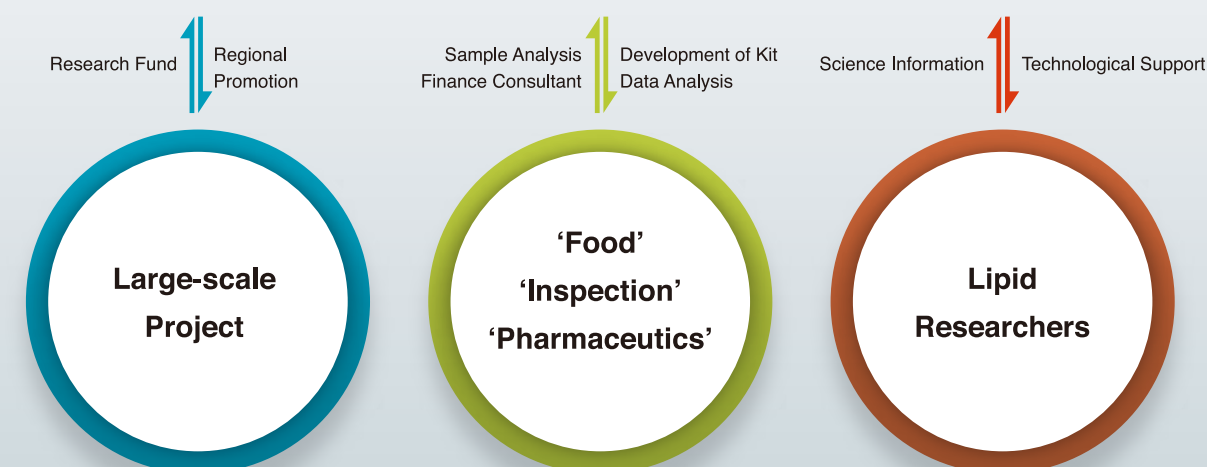 Research Fund
Regional
Promotion
Sample Analysis
Finance Consultant
Development of Kit
Data Analysis
Science Information
Technological Support
Large-scale
Project
‘Food’
‘Inspection’
‘Pharmaceutics’
Lipid
Researchers